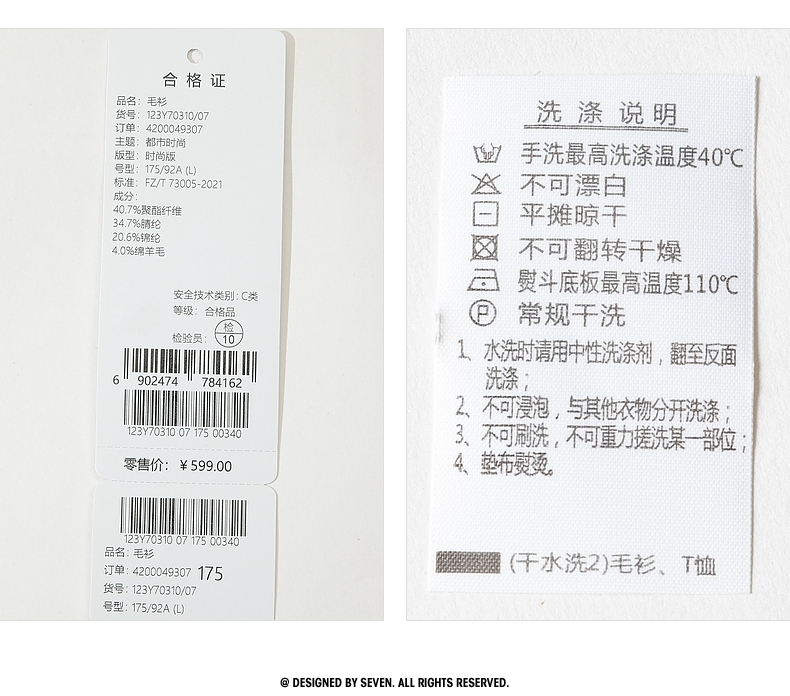 合格证
品名：毛衫
货号：123Y70310/07
订单：4200049307
主题：都市时尚
版型：时尚版
号型：175/92A (L)
标准：FZ/T 73005-2021
成分：
40.7%聚酯纤维
34.7%腈纶
20.6%锦纶
4.0%绵羊毛
安全技术类别：C类
等级：合格品
检验员：检10
6 902474 784162
123Y70310 07 175 00340
零售价：￥599.00
123Y70310 07 175 00340
品名：毛衫
订单：4200049307 175
货号：123Y70310/07
号型：175/92A (L)
洗涤说明
手洗最高洗涤温度40℃
不可漂白
平摊晾干
不可翻转干燥
熨斗底板最高温度110℃
P 常规干洗
1、水洗时请用中性洗涤剂，翻至反面
洗涤；
2、不可浸泡，与其他衣物分开洗涤；
3、不可刷洗，不可重力搓洗某一部位；
4、垫布熨烫。
(干水洗2)毛衫、T恤
@ DESIGNED BY SEVEN. ALL RIGHTS RESERVED.